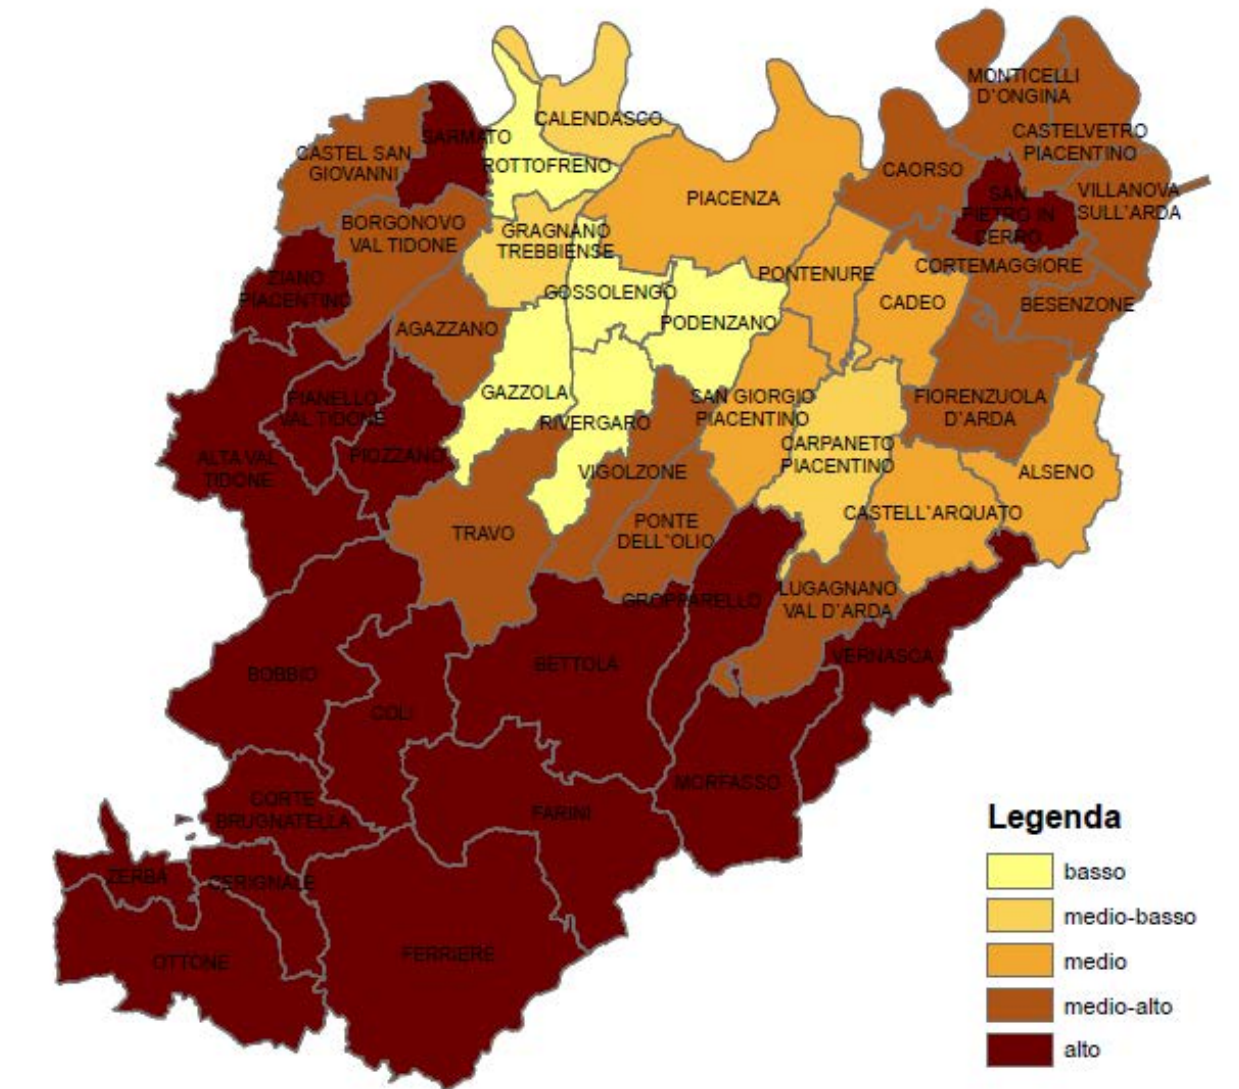 MONTICELLI
D'ONGINA
CALENDASCO
SARMATO
CASTELVETRO
PIACENTINO
CASTEL SAN
GIOVANNI
ROTTOFRENO
CAORSO
PIACENZA
SAN
PIETRO IN
CERRO
VILLANOVA
SULL'ARDA
BORGONOVO
VAL TIDONE
GRAGNANO
TREBBIENSE
CORTEMAGGIORE
ZIANO
PIACENTINO
PONTENURE
GOSSOLENGO
CADEO
BESENZONE
AGAZZANO
PODENZANO
GAZZOLA
PIANELLO
VAL TIDONE
SAN GIORGIO
PIACENTINO
FIORENZUOLA
D'ARDA
RIVERGARO
CARPANETO
PIACENTINO
PIOZZANO
ALTA VAL
TIDONE
VIGOLZONE
ALSENO
CASTELL'ARQUATO
TRAVO
PONTE
DELL'OLIO
GROPPARELLO
LUGAGNANO
VAL D'ARDA
VERNASCA
BETTOLA
BOBBIO
COLI
MORFASSO
CORTE
BRUGNATELLA
FARINI
ZERBA
CERIGNALE
FERRIERE
OTTONE
Legenda
basso
medio-basso
medio
medio-alto
alto